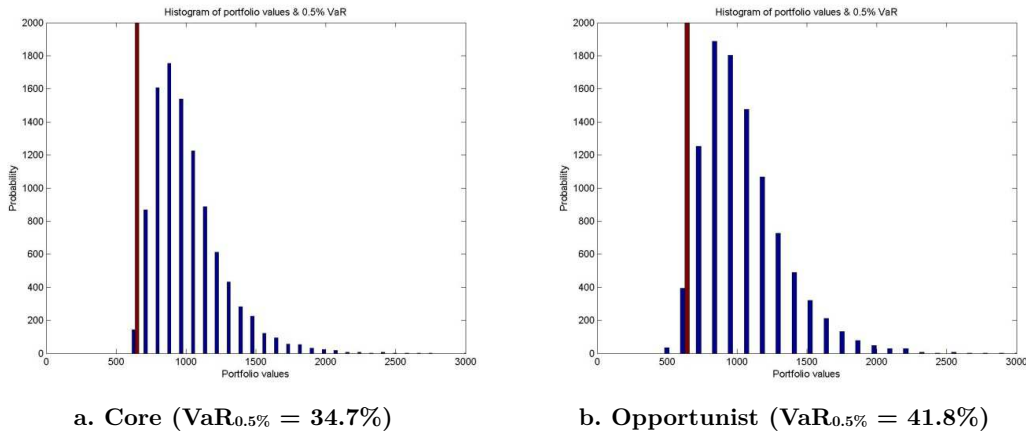 Histogram of portfolio values & 0.5% VaR
2000
1800
1600
1400
1200
1000
800
600
400
200
0
Probability
0 500 1000 1500 2000 2500 3000
Portfolio values
a. Core (VaR0.5% = 34.7%)
Histogram of portfolio values & 0.5% VaR
2000
1800
1600
1400
1200
1000
800
600
400
200
0
Probability
0 500 1000 1500 2000 2500 3000
Portfolio values
b. Opportunist (VaR0.5% = 41.8%)